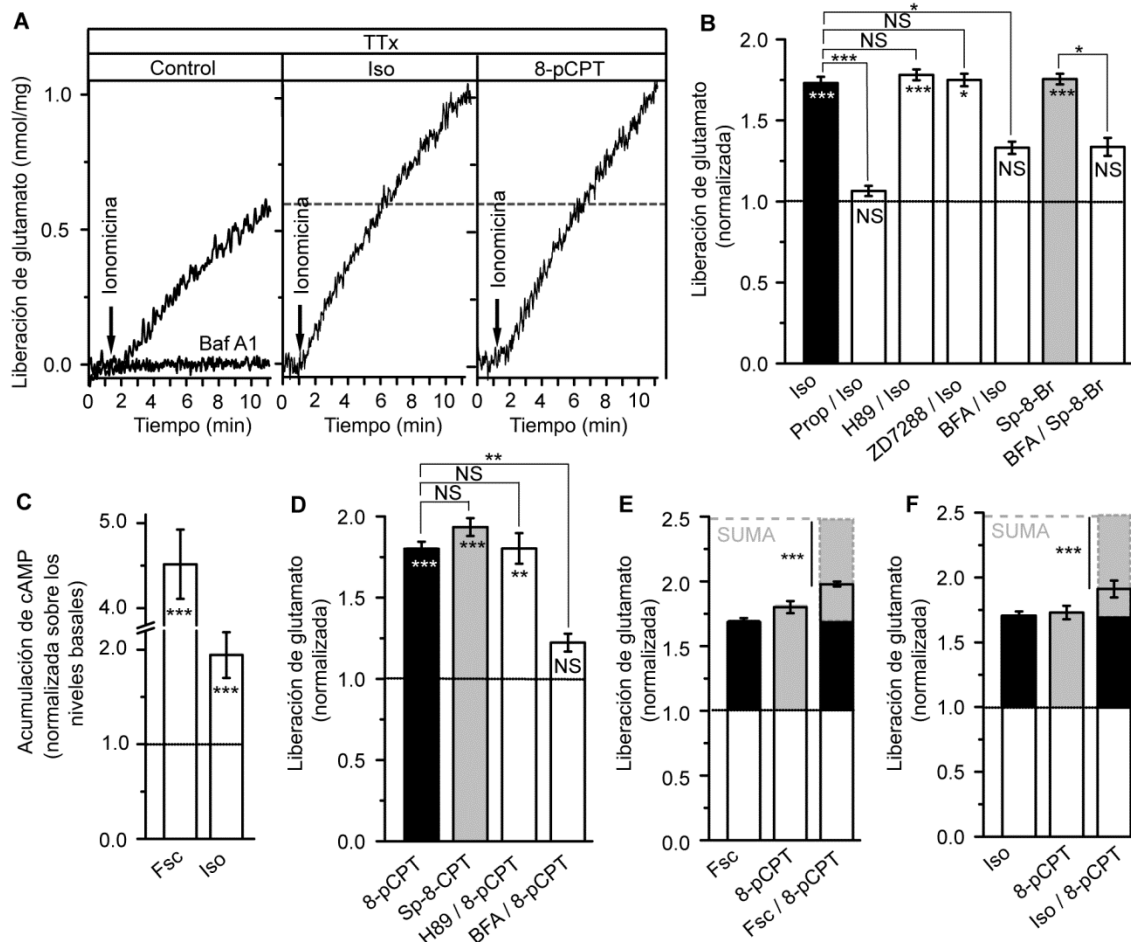 A
TTx
Control
Iso
8-pCPT
Liberación de glutamato (nmol/mg)
1.0
0.5
0.0
Ionomicina
Ionomicina
Ionomicina
Baf A1
0 2 4 6 8 10
0 2 4 6 8 10
0 2 4 6 8 10
Tiempo (min)
Tiempo (min)
Tiempo (min)
B
Liberación de glutamato
(normalizada)
2.0
1.5
1.0
0.5
0.0
*
NS
NS
***
*
***
NS
***
*
NS
***
NS
Iso
Prop / Iso
H89 / Iso
ZD7288 / Iso
BFA / Iso
Sp-8-Br
BFA / Sp-8-Br
C
Acumulación de cAMP
(normalizada sobre los
niveles basales)
5.0
4.0
2.0
1.0
0.0
***
***
Fsc
Iso
D
Liberación de glutamato
(normalizada)
2.0
1.5
1.0
0.5
0.0
**
NS
NS
***
***
**
NS
8-pCPT
Sp-8-CPT
H89 / 8-pCPT
BFA / 8-pCPT
E
Liberación de glutamato
(normalizada)
2.5
2.0
1.5
1.0
0.5
0.0
SUMA
***
Fsc
8-pCPT
Fsc / 8-pCPT
F
Liberación de glutamato
(normalizada)
2.5
2.0
1.5
1.0
0.5
0.0
SUMA
***
Iso
8-pCPT
Iso / 8-pCPT